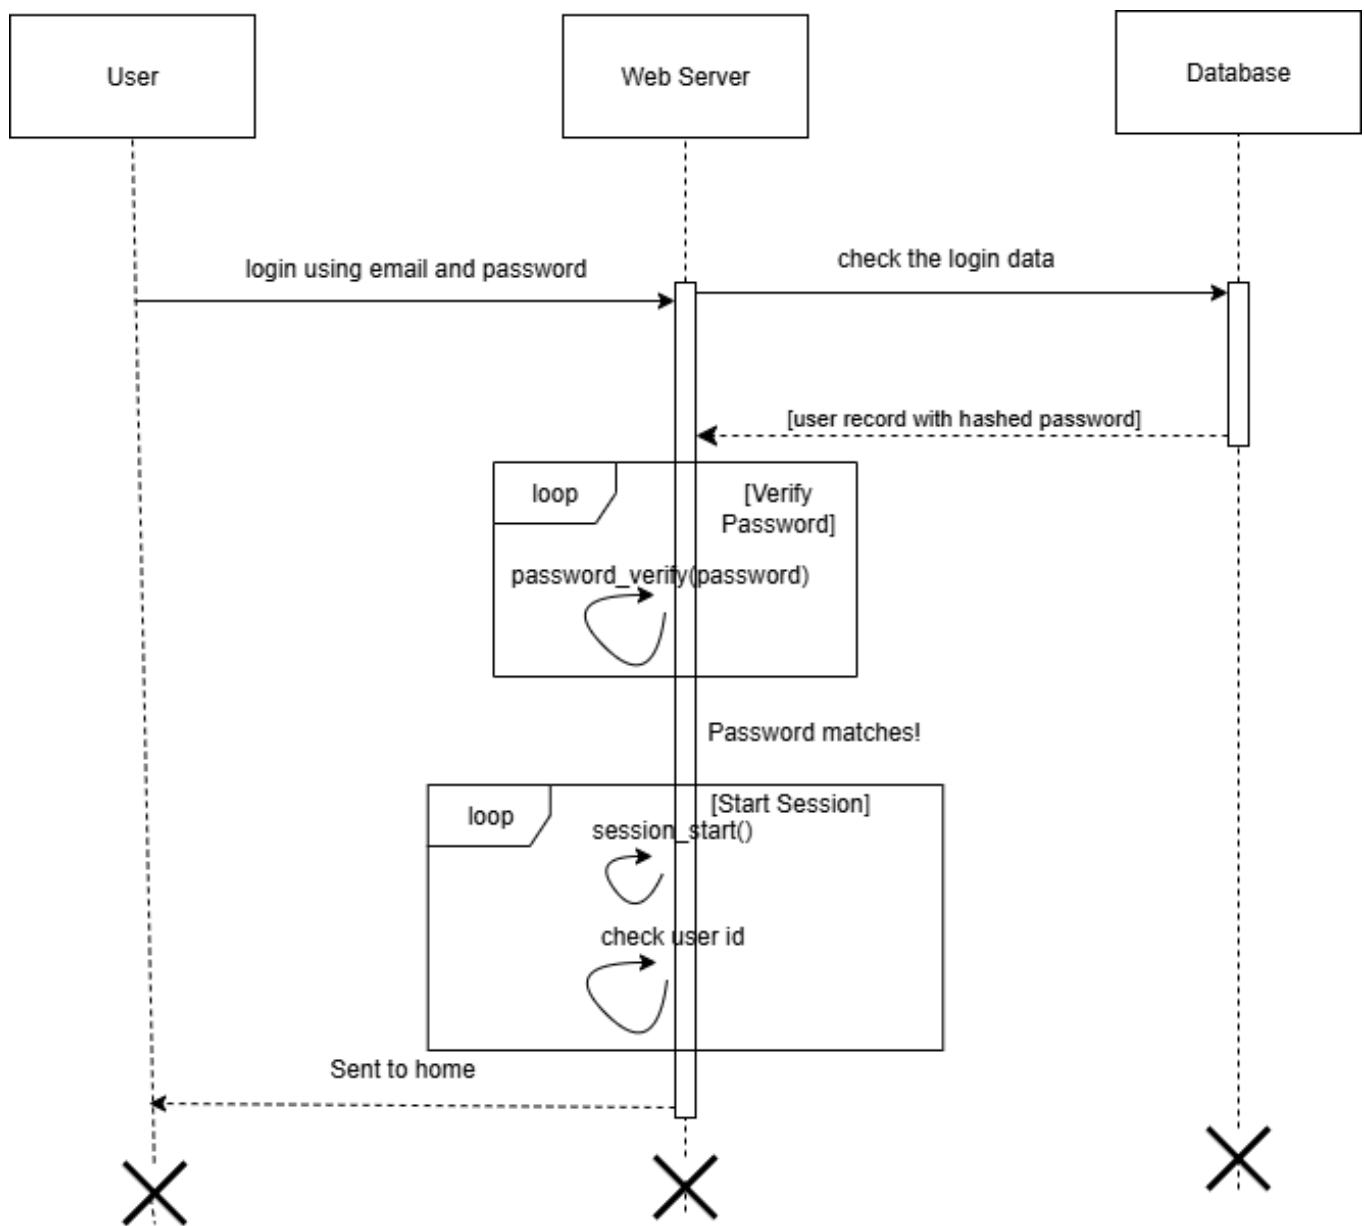 User
Web Server
Database
login using email and password
check the login data
[user record with hashed password]
loop
[Verify
Password]
password_verify(password)
Password matches!
loop
[Start Session]
session_start()
check user id
Sent to home